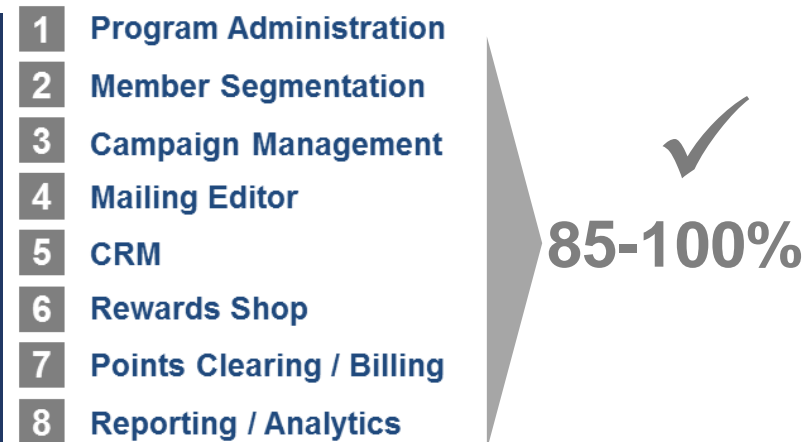 1 Program Administration
2 Member Segmentation
3 Campaign Management
4 Mailing Editor
5 CRM
6 Rewards Shop
7 Points Clearing / Billing
8 Reporting / Analytics
85-100%